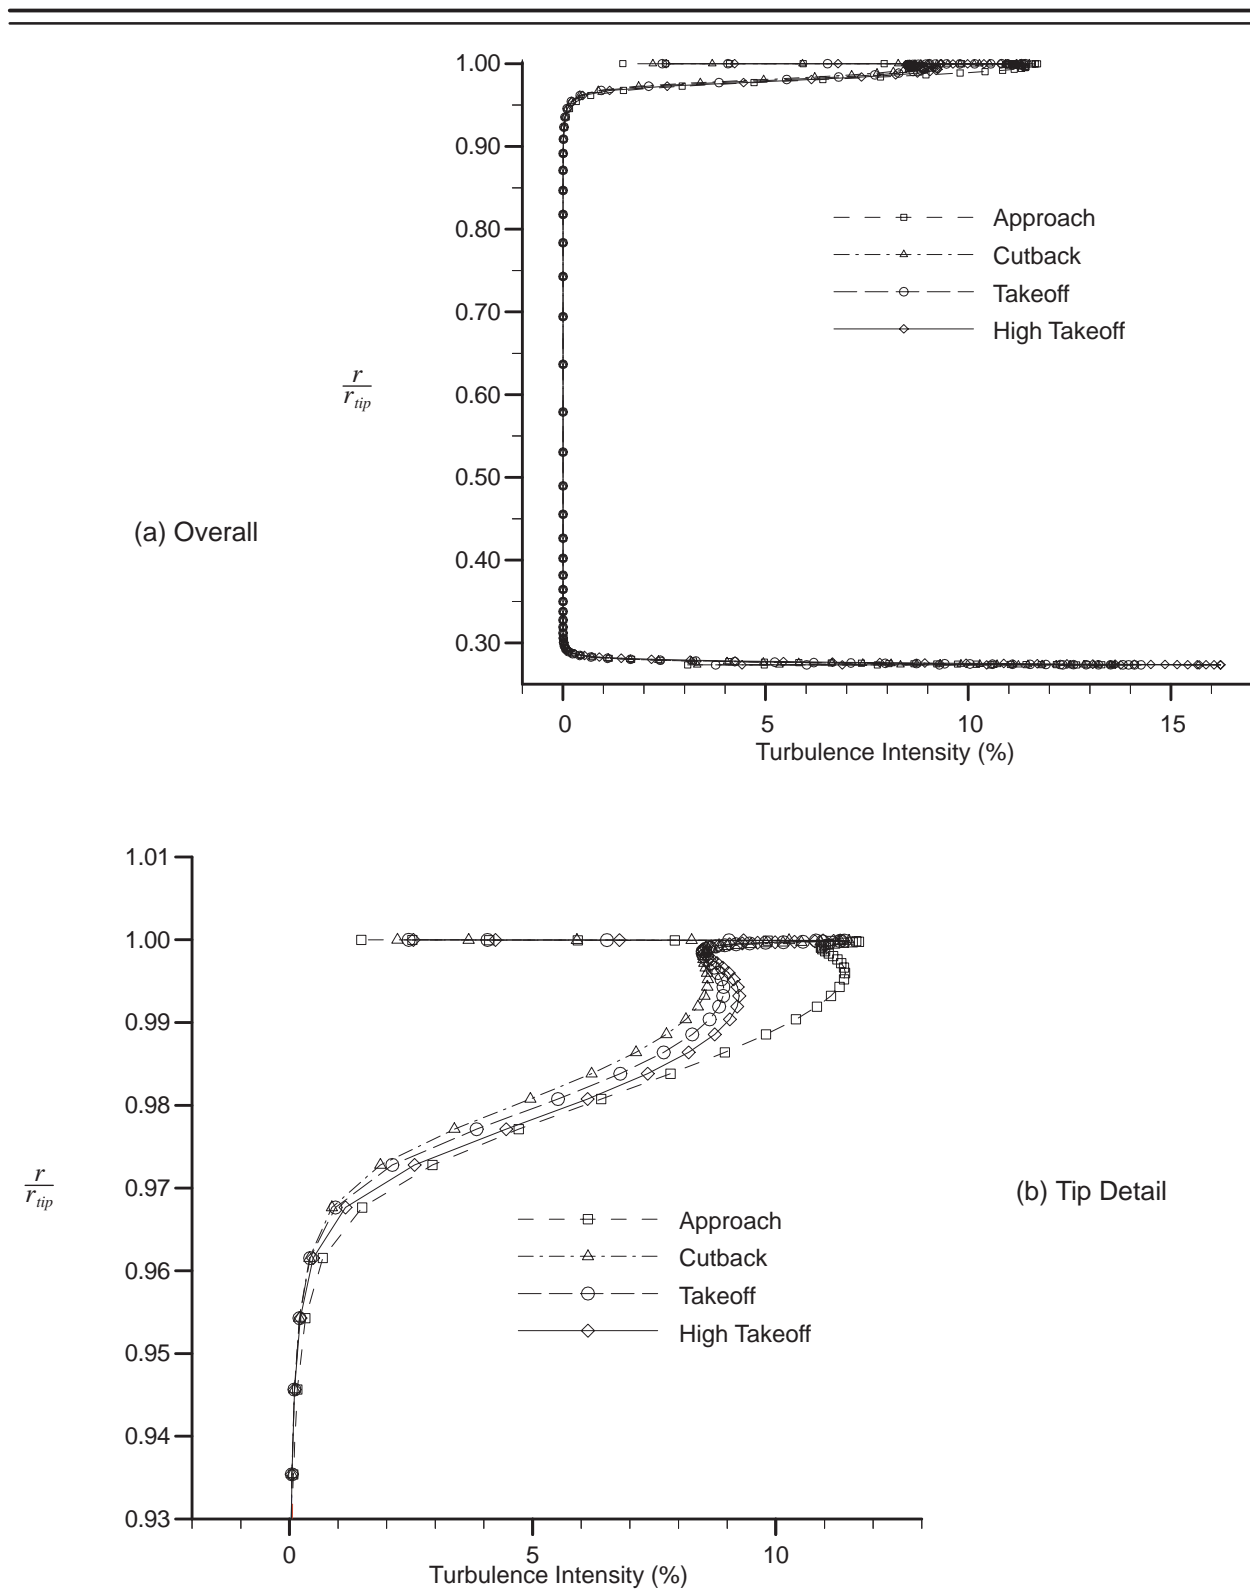 1.00
0.90
0.80
0.70
0.60
0.50
0.40
0.30
r
r_tip
Approach
Cutback
Takeoff
High Takeoff
(a) Overall
0 5 10 15
Turbulence Intensity (%)
1.01
1.00
0.99
0.98
0.97
0.96
0.95
0.94
0.93
r
r_tip
(b) Tip Detail
Approach
Cutback
Takeoff
High Takeoff
0 5 10
Turbulence Intensity (%)